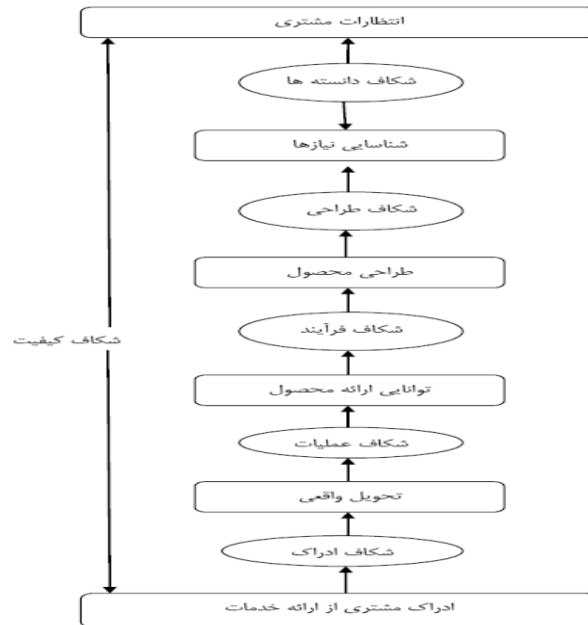 انتظارات مشتری
شکاف دانسته ها
شناسایی نیازها
شکاف طراحی
طراحی محصول
شکاف فرآیند
شکاف کیفیت
توانایی ارائه محصول
شکاف عملیات
تحویل واقعی
شکاف ادراک
ادراک مشتری از ارائه خدمات